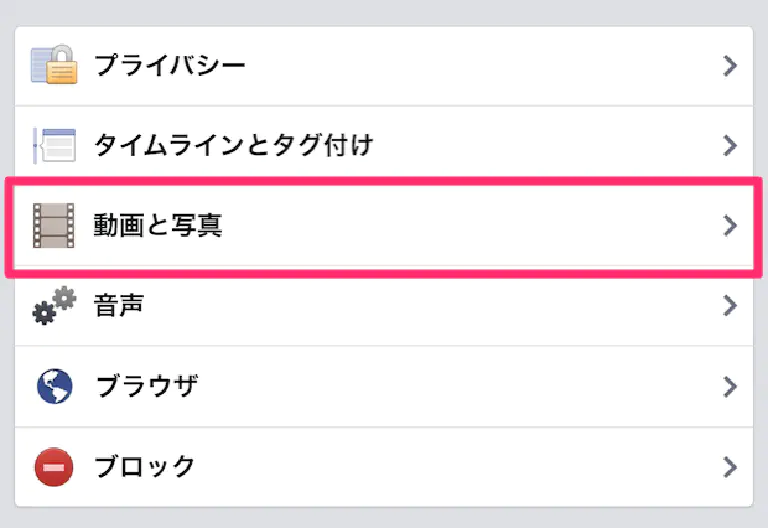 プライバシー
タイムラインとタグ付け
動画と写真
音声
ブラウザ
ブロック